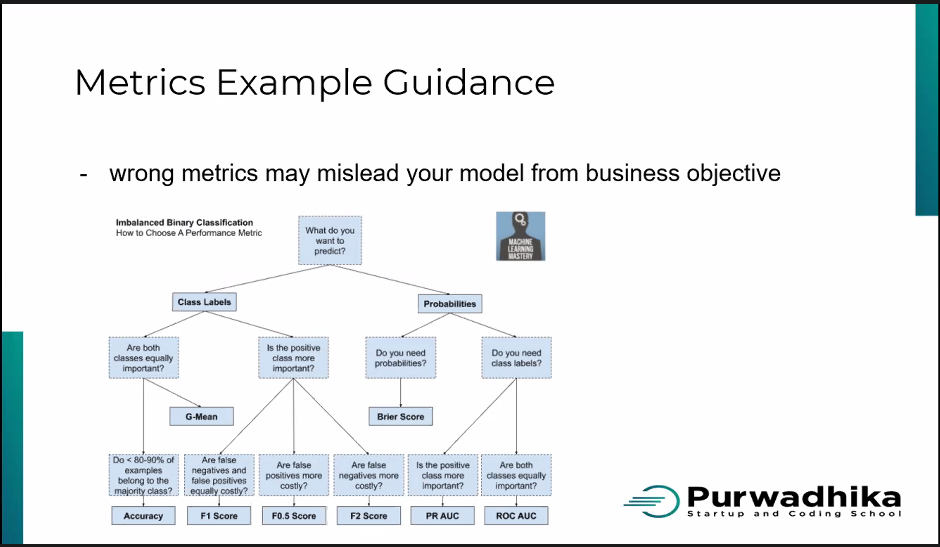 Metrics Example Guidance
- wrong metrics may mislead your model from business objective
Imbalanced Binary Classification
How to Choose A Performance Metric
What do you
want to
predict?
MACHINE
LEARNING
MASTERY
Class Labels
Probabilities
Are both
classes equally
important?
Is the positive
class more
important?
Do you need
probabilities?
Do you need
class labels?
G-Mean
Brier Score
Do < 80-90% of
examples
belong to the
majority class?
Are false
negatives and
false positives
equally costly?
Are false
positives more
costly?
Are false
negatives more
costly?
Is the positive
class more
important?
Are both
classes equally
important?
Accuracy
F1 Score
F0.5 Score
F2 Score
PR AUC
ROC AUC
Purwadhika
Startup and Coding School